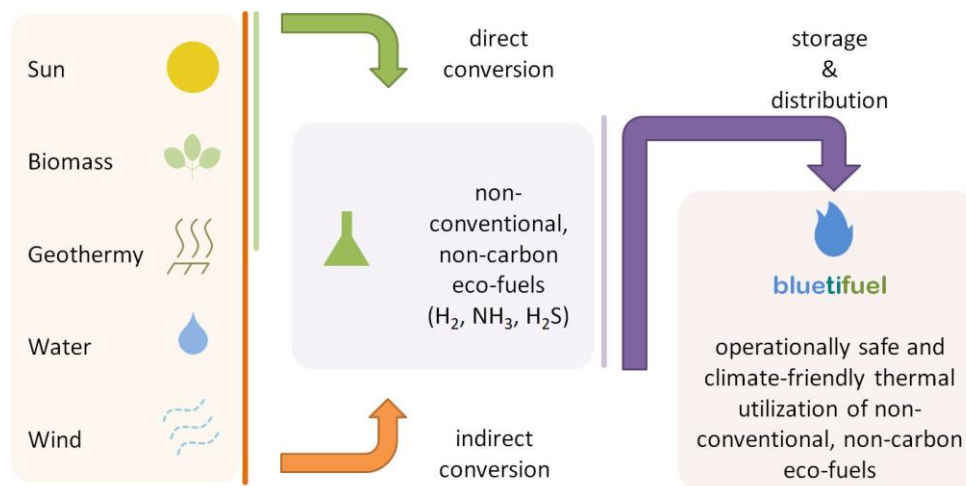 Sun
Biomass
Geothermy
Water
Wind
direct
conversion
non-
conventional,
non-carbon
eco-fuels
(H₂, NH₃, H₂S)
indirect
conversion
storage
&
distribution
bluetifuel
operationally safe and
climate-friendly thermal
utilization of non-
conventional, non-carbon
eco-fuels